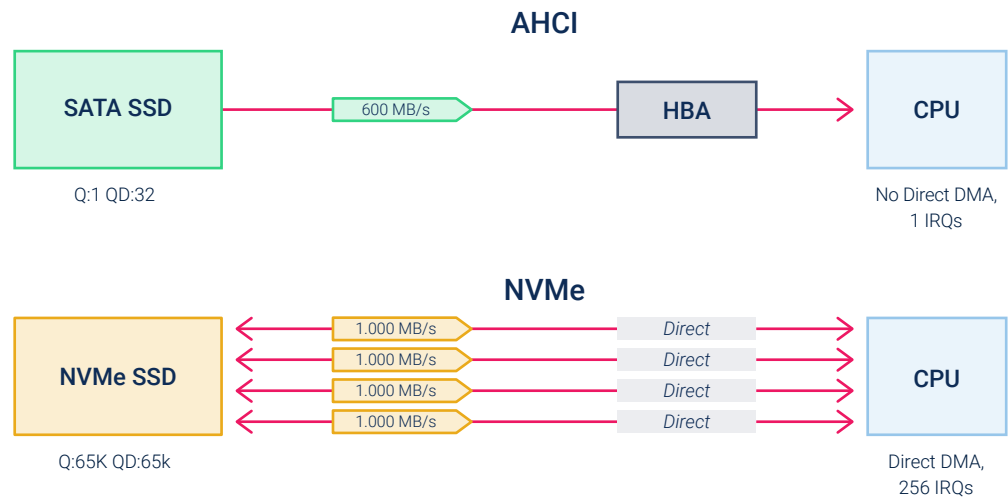 AHCI
SATA SSD
600 MB/s
HBA
CPU
Q:1 QD:32
No Direct DMA,
1 IRQs
NVMe
NVMe SSD
1.000 MB/s
Direct
1.000 MB/s
Direct
1.000 MB/s
Direct
1.000 MB/s
Direct
CPU
Q:65K QD:65k
Direct DMA,
256 IRQs